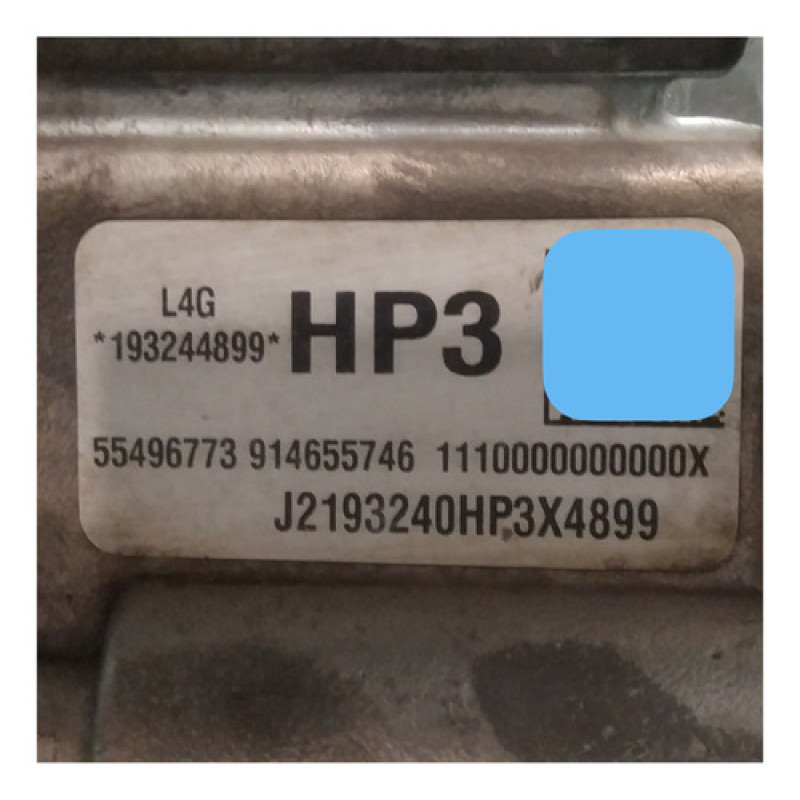 L4G
*193244899* HP3
55496773 914655746 1110000000000X
J2193240HP3X4899